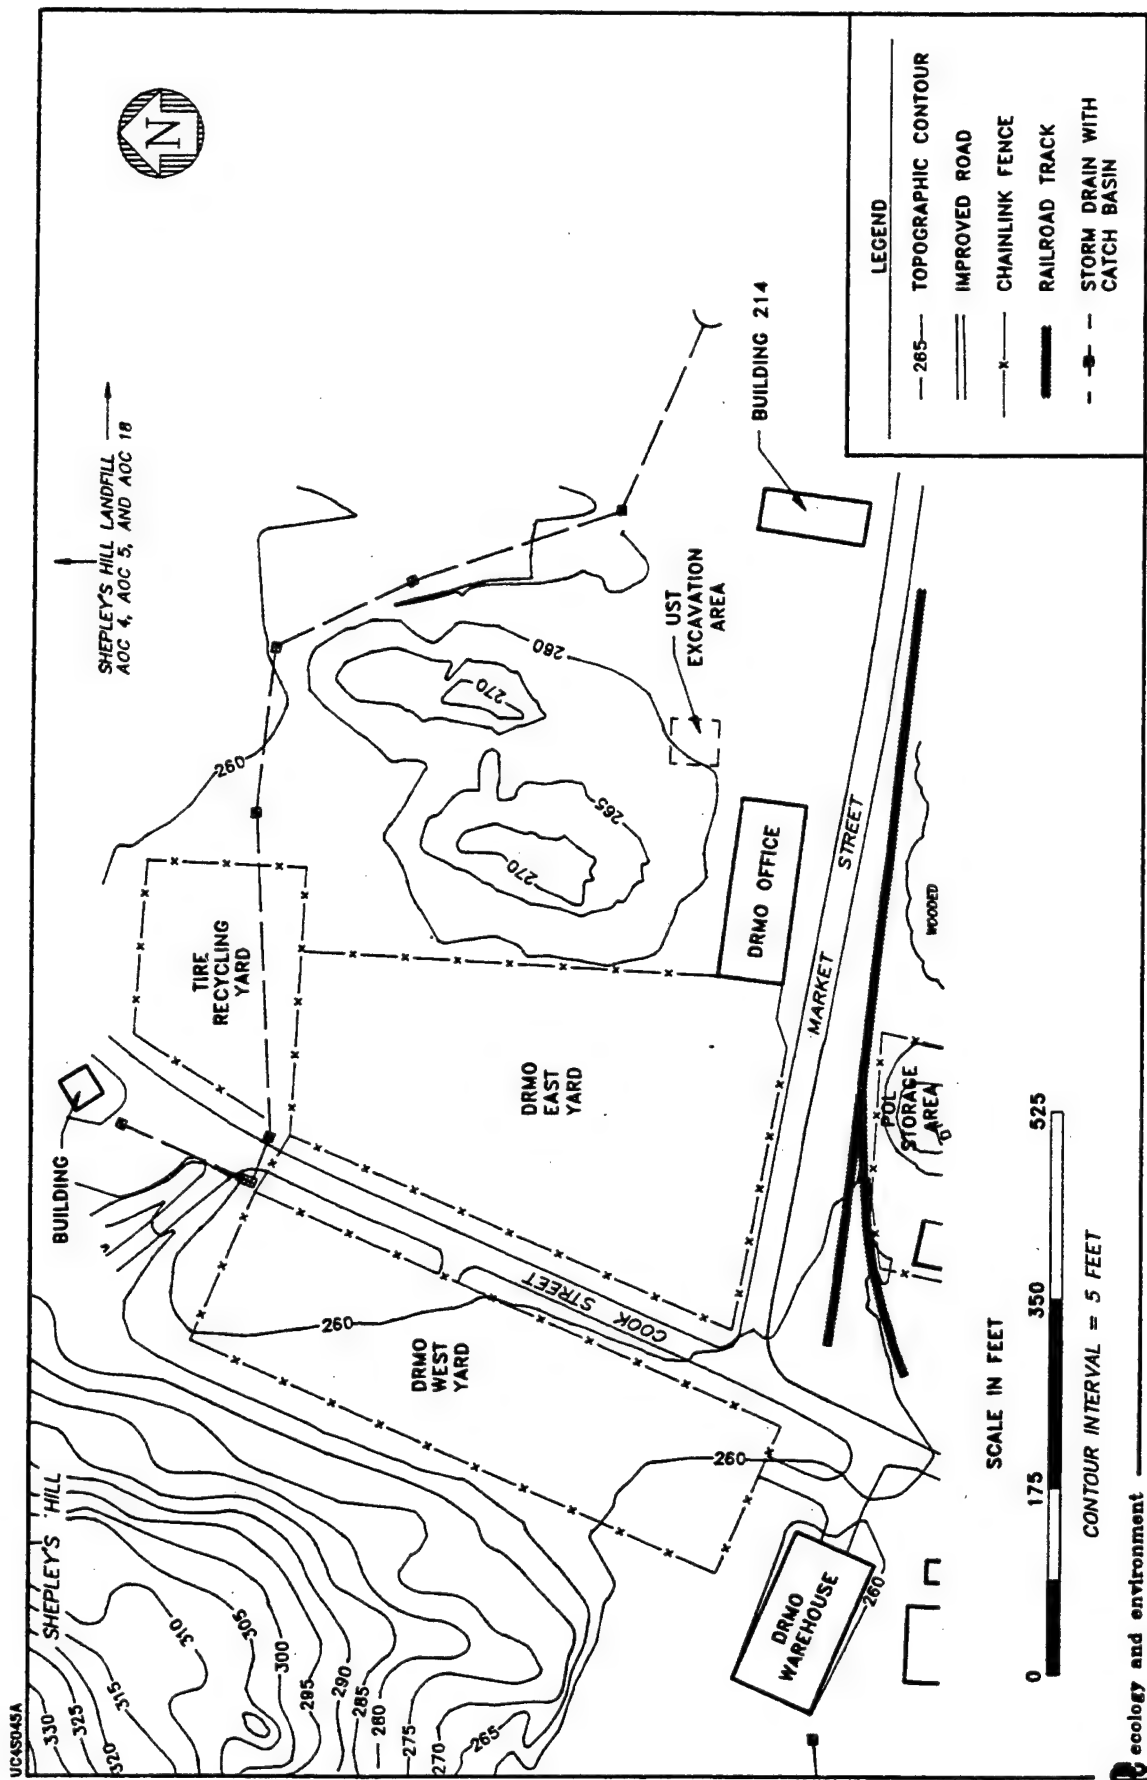 UC4S045A
SHEPLEY'S HILL
330
325
320
315
310
305
300
295
290
285
280
275
270
265
BUILDING
SHEPLEY'S HILL LANDFILL
AOC 4, AOC 5, AND AOC 18
N
TIRE
RECYCLING
YARD
260
260
DRMO
WEST
YARD
COOK STREET
DRMO
EAST
YARD
270
265
270
280
UST
EXCAVATION
AREA
BUILDING 214
DRMO OFFICE
MARKET STREET
260
DRMO
WAREHOUSE
260
POL
STORAGE
AREA
WOODED
LEGEND
265 TOPOGRAPHIC CONTOUR
IMPROVED ROAD
CHAINLINK FENCE
RAILROAD TRACK
STORM DRAIN WITH
CATCH BASIN
SCALE IN FEET
0 175 350 525
CONTOUR INTERVAL = 5 FEET
ecology and environment